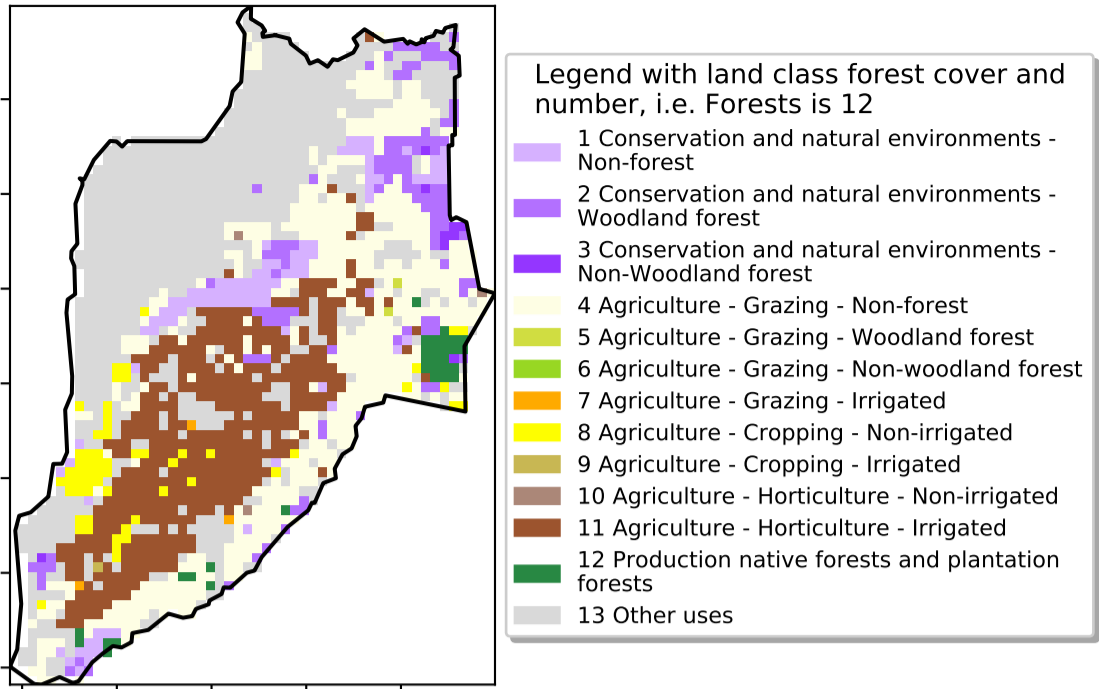 Legend with land class forest cover and
number, i.e. Forests is 12
1 Conservation and natural environments -
Non-forest
2 Conservation and natural environments -
Woodland forest
3 Conservation and natural environments -
Non-Woodland forest
4 Agriculture - Grazing - Non-forest
5 Agriculture - Grazing - Woodland forest
6 Agriculture - Grazing - Non-woodland forest
7 Agriculture - Grazing - Irrigated
8 Agriculture - Cropping - Non-irrigated
9 Agriculture - Cropping - Irrigated
10 Agriculture - Horticulture - Non-irrigated
11 Agriculture - Horticulture - Irrigated
12 Production native forests and plantation
forests
13 Other uses